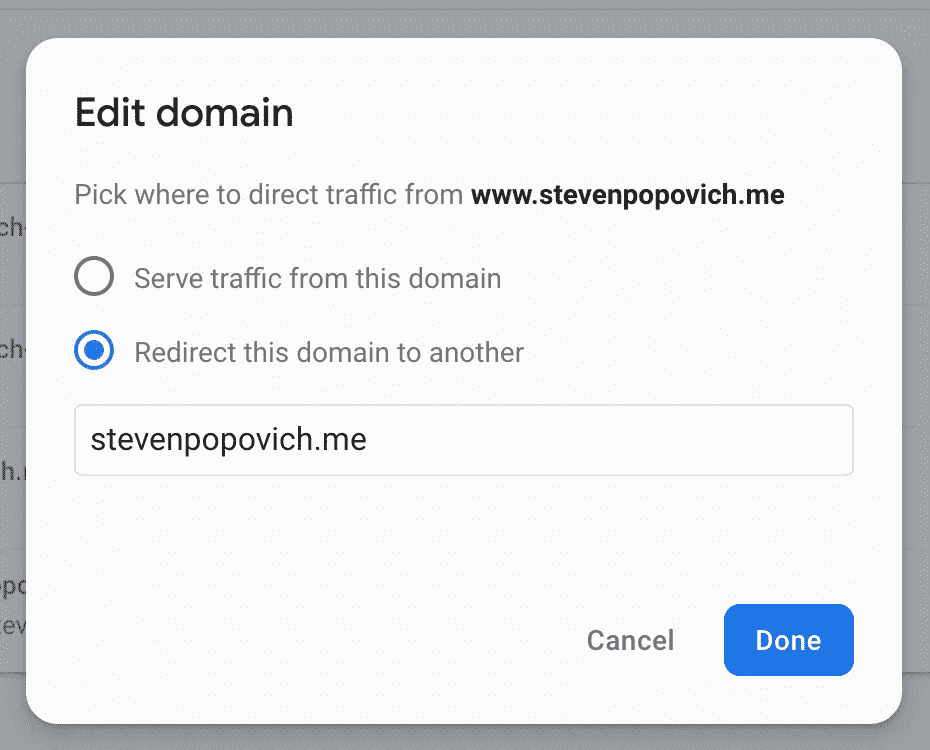 Edit domain
Pick where to direct traffic from www.stevenpopovich.me
Serve traffic from this domain
Redirect this domain to another
stevenpopovich.me
Cancel
Done